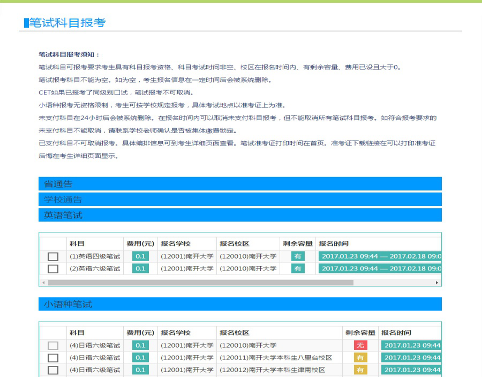 笔试科目报考
笔试科目报考须知：
笔试科目可报考要求考生具有科目报考资格、科目考试时间非空、校区在报名时间内、有剩余容量、费用已设且大于0。
笔试报考科目不能为空，如为空，考生报名信息在一定时间后会被系统删除。
CET如果已报考了同级别口试，笔试报考不可取消。
小语种报考无资格限制，考生可按学校规定报考，具体考试地点以准考证上为准。
未支付科目在24小时后会被系统删除。在报名时间内可以取消未支付科目报考，但不能取消所有笔试科目报考。如符合报考要求的
未支付科目不能取消，请联系学校老师确认是否被集体缴费锁定。
已支付科目不可取消报考。具体细信息可到考生详细页面查看。笔试准考证打印时间在首页。准考证下载链接在可以打印准考证
后将在考生详细页面显示。
省通告
学校通告
英语笔试
科目 费用(元) 报名学校 报名校区 剩余容量 报名时间
(1)英语四级笔试 0.1 (12001)南开大学 (120010)南开大学 有 2017.01.23 09:44 --- 2017.02.18 09:0
(2)英语六级笔试 0.1 (12001)南开大学 (120010)南开大学 有 2017.01.23 09:44 --- 2017.02.18 09:0
小语种笔试
科目 费用(元) 报名学校 报名校区 剩余容量 报名时间
(4)日语六级笔试 0.1 (12001)南开大学 (120010)南开大学 无 2017.01.23 09:44
(4)日语六级笔试 0.1 (12001)南开大学 (120011)南开大学本科生八里台校区 有 2017.01.23 09:44
(4)日语六级笔试 0.1 (12001)南开大学 (120012)南开大学本科生津南校区 有 2017.01.23 09:44